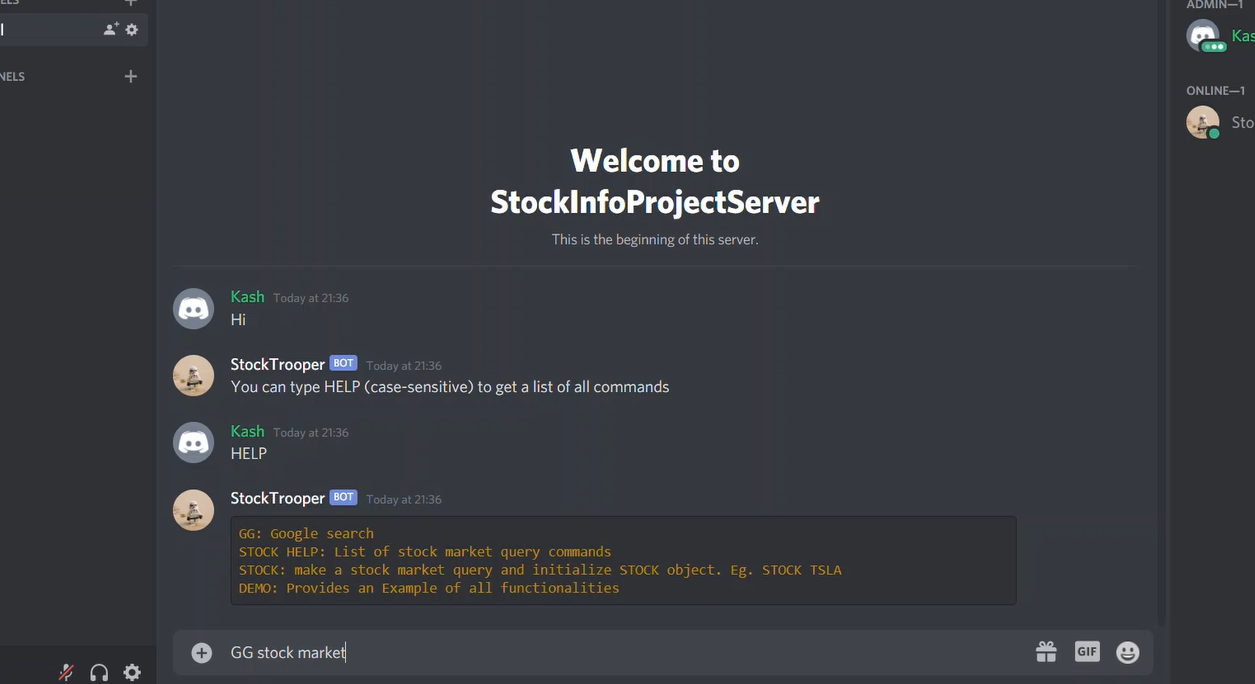 ADMIN—1
NELS
ONLINE—1
Welcome to
StockInfoProjectServer
This is the beginning of this server.
Kash Today at 21:36
Hi
StockTrooper BOT Today at 21:36
You can type HELP (case-sensitive) to get a list of all commands
Kash Today at 21:36
HELP
StockTrooper BOT Today at 21:36
GG: Google search
STOCK HELP: List of stock market query commands
STOCK: make a stock market query and initialize STOCK object. Eg. STOCK TSLA
DEMO: Provides an Example of all functionalities
GG stock market
GIF
Kas
Sto